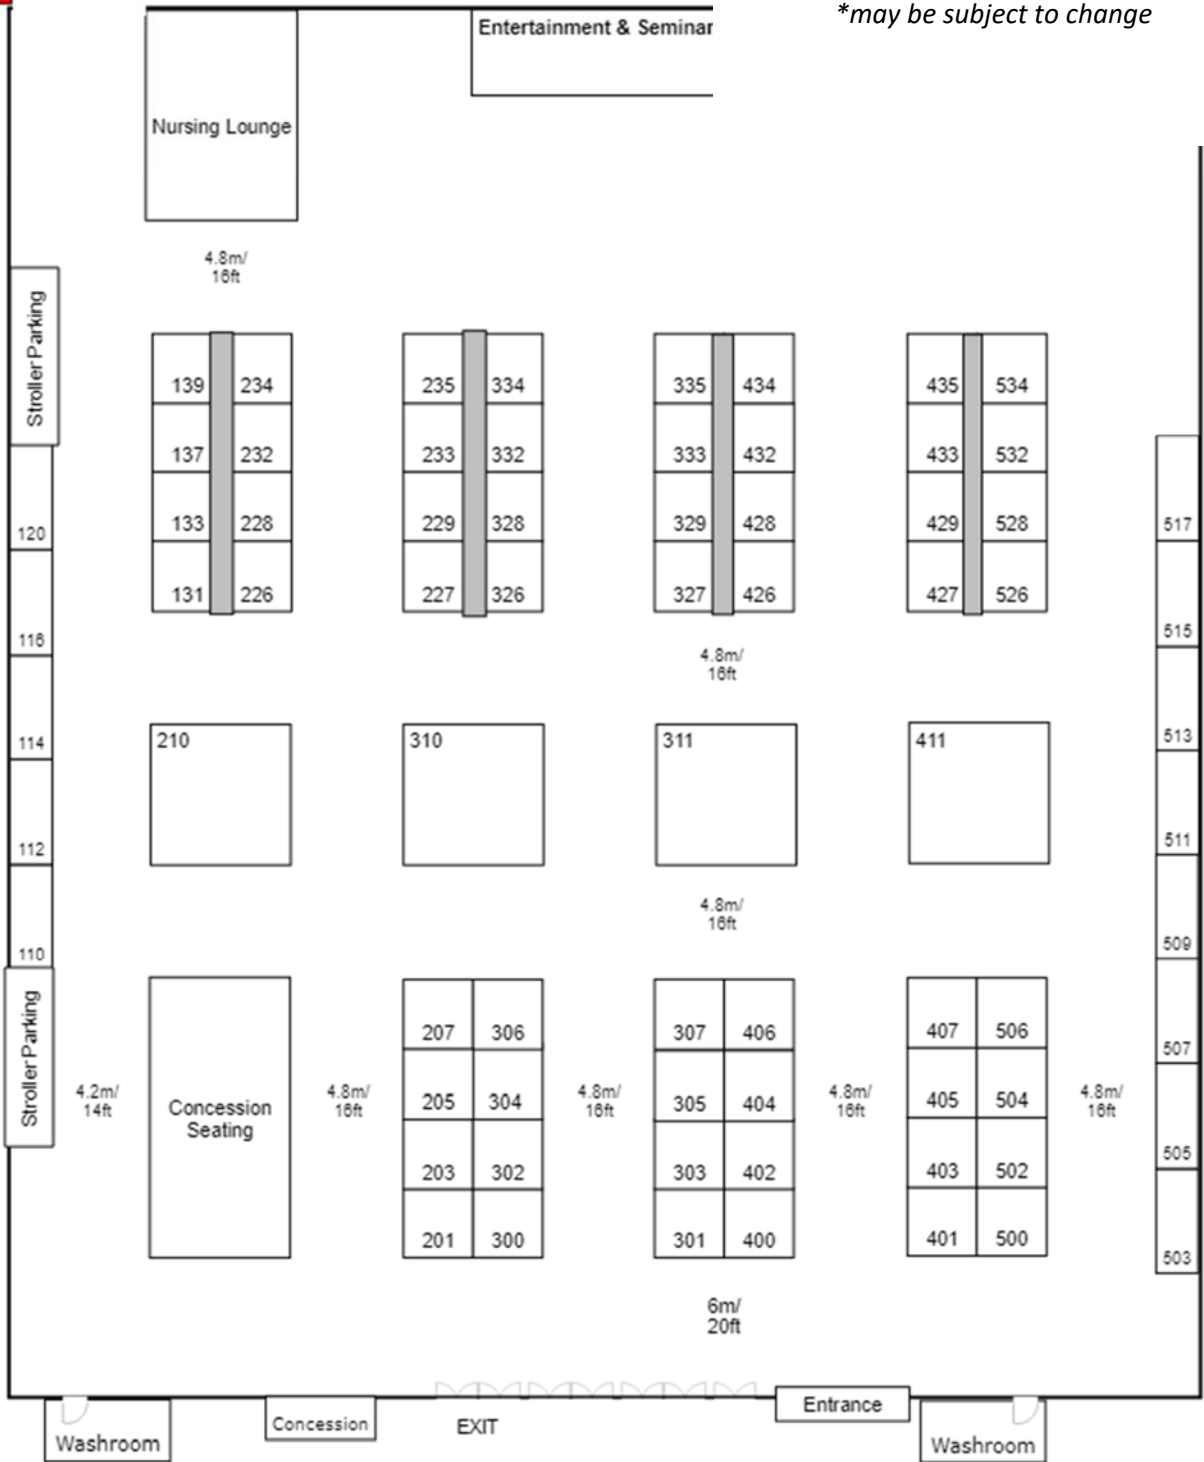 *may be subject to change
Entertainment & Seminar
Nursing Lounge
4.8m/
16ft
Stroller Parking
139 234 235 334 335 434 435 534
137 232 233 332 333 432 433 532
133 228 229 328 329 428 429 528
131 226 227 326 327 426 427 526
120
116
114
112
110
517
515
513
511
509
507
505
503
4.8m/
16ft
210 310 311 411
4.8m/
16ft
Stroller Parking
4.2m/
14ft
Concession
Seating
4.8m/
16ft
4.8m/
16ft
4.8m/
16ft
4.8m/
16ft
207 306 307 406 407 506
205 304 305 404 405 504
203 302 303 402 403 502
201 300 301 400 401 500
6m/
20ft
Washroom
Concession
EXIT
Entrance
Washroom